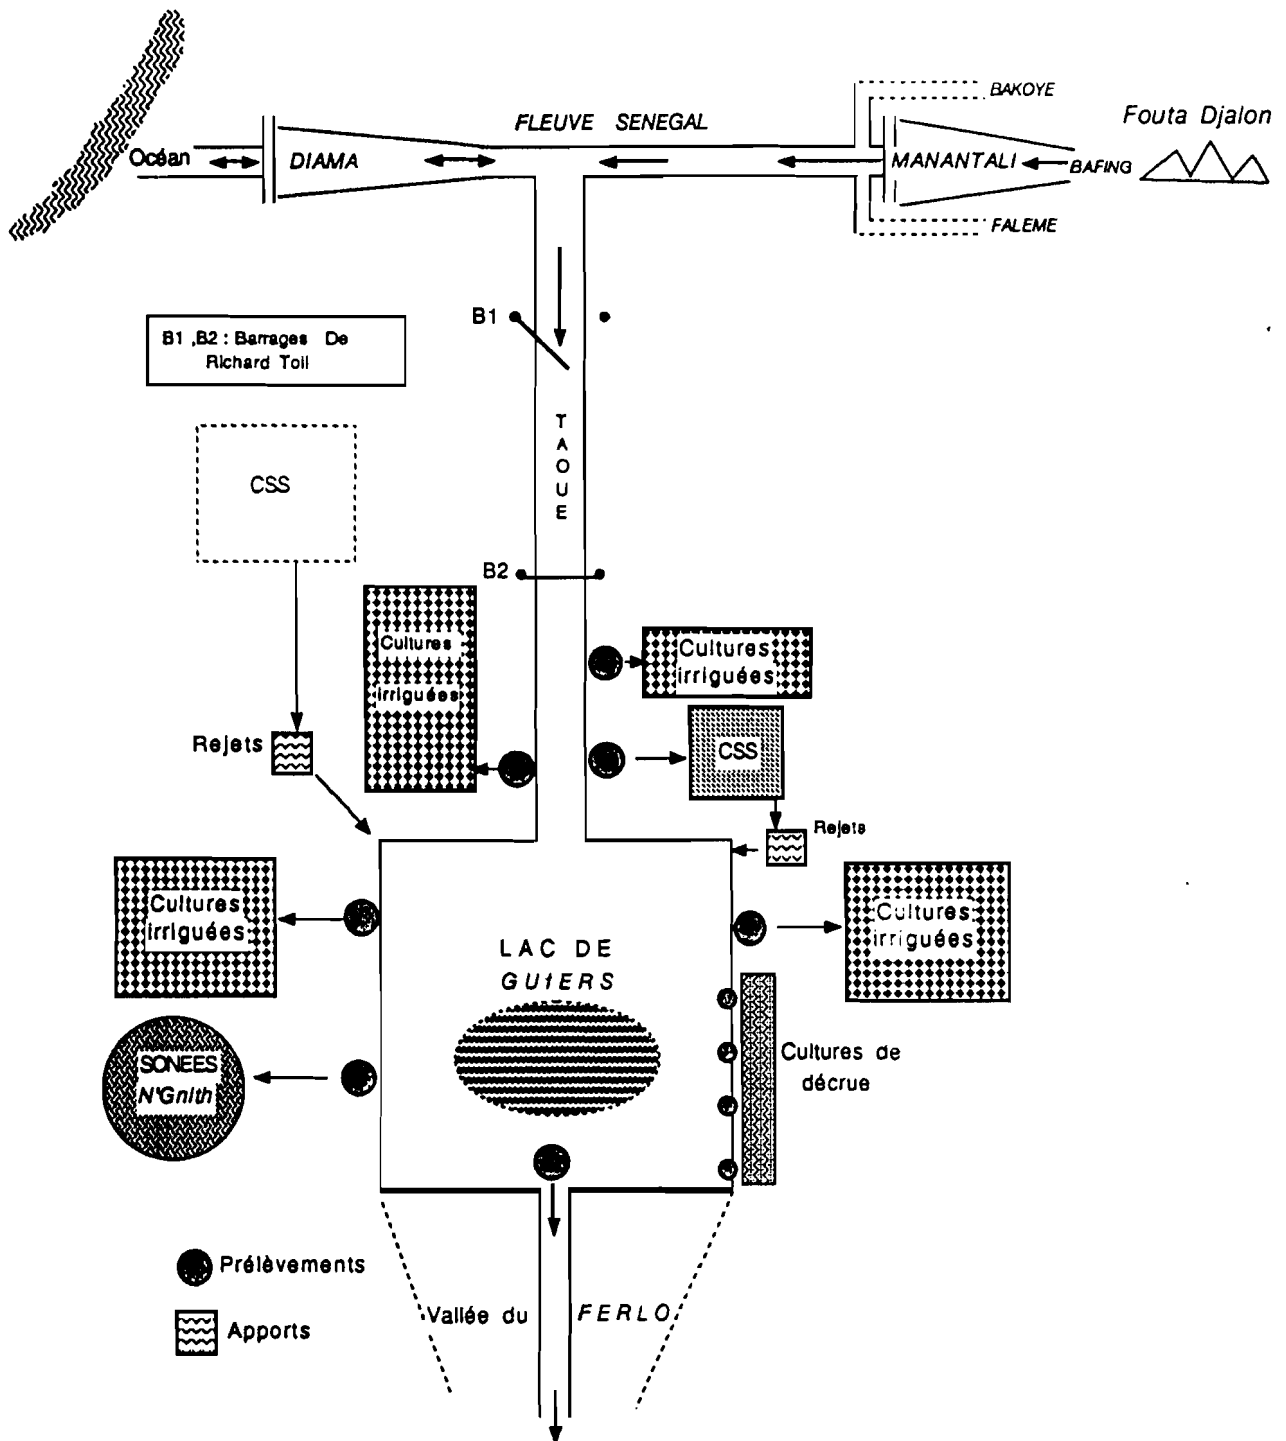 BAKOYE
Fouta Djalon
FLEUVE SENEGAL
Océan
DIAMA
MANANTALI
BAFING
FALEME
B1
B1 ,B2 : Barrages De
Richard Toll
TAOUE
CSS
B2
Cultures
irriguées
Cultures
irriguées
Rejets
CSS
Rejets
Cultures
irriguées
Cultures
irriguées
LAC DE
GUIERS
SONEES
N'Gnith
Cultures de
décrue
Prélèvements
Vallée du FERLO
Apports